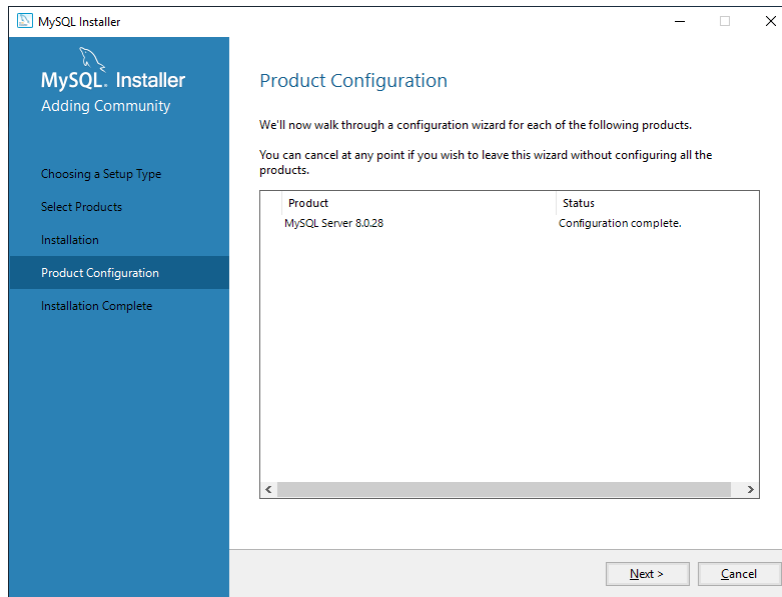 MySQL Installer
MySQL. Installer
Adding Community
Choosing a Setup Type
Select Products
Installation
Product Configuration
Installation Complete
Product Configuration
We'll now walk through a configuration wizard for each of the following products.
You can cancel at any point if you wish to leave this wizard without configuring all the
products.
Product Status
MySQL Server 8.0.28 Configuration complete.
Next > Cancel